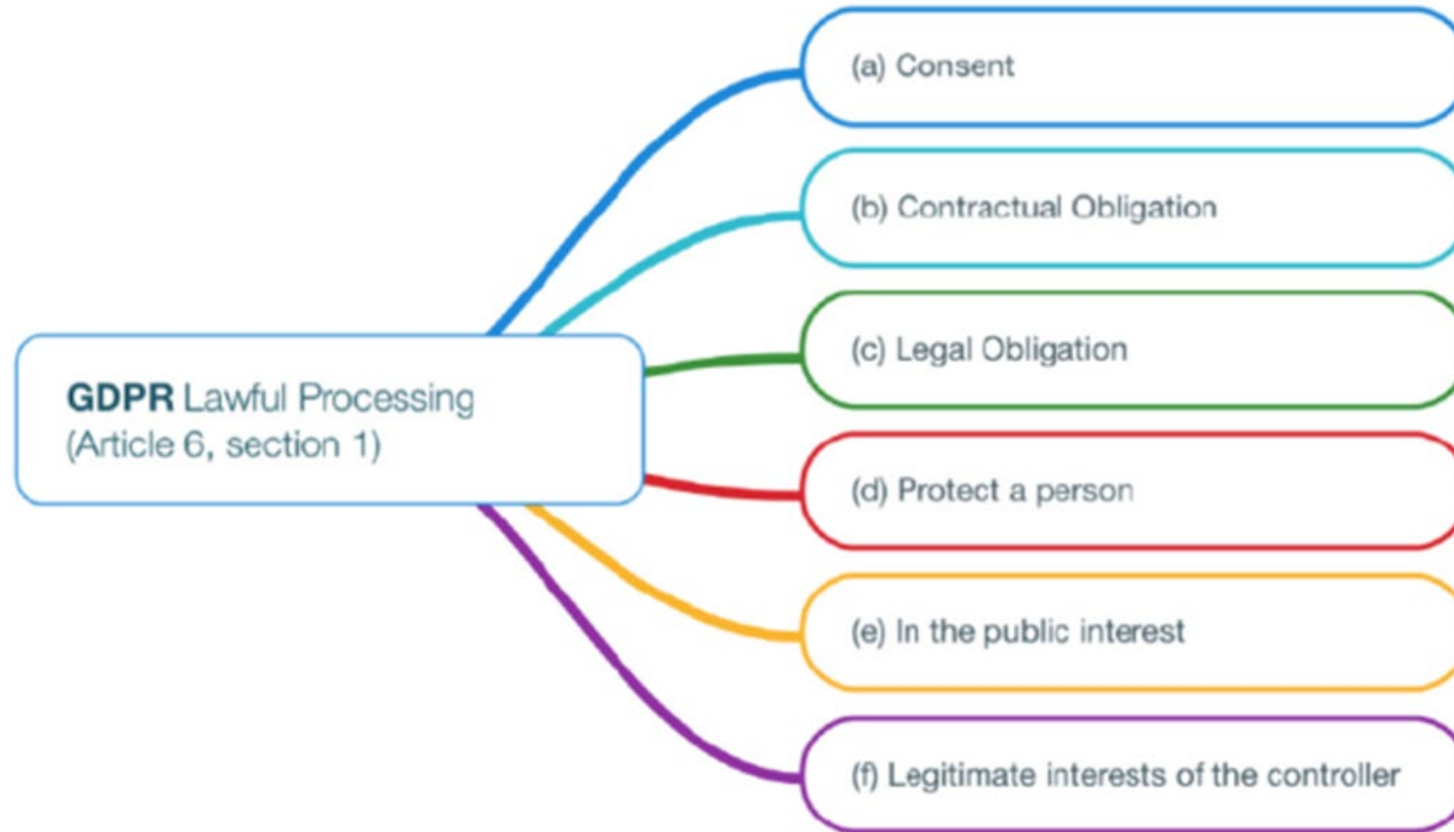 (a) Consent
(b) Contractual Obligation
(c) Legal Obligation
GDPR Lawful Processing
(Article 6, section 1)
(d) Protect a person
(e) In the public interest
(f) Legitimate interests of the controller